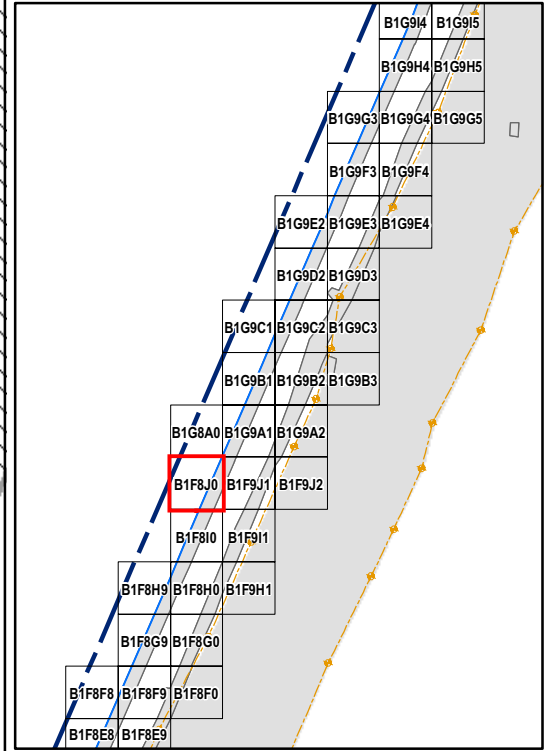 B1G9I4 B1G9I5
B1G9H4 B1G9H5
B1G9G3 B1G9G4 B1G9G5
B1G9F3 B1G9F4
B1G9E2 B1G9E3 B1G9E4
B1G9D2 B1G9D3
B1G9C1 B1G9C2 B1G9C3
B1G9B1 B1G9B2 B1G9B3
B1G8A0 B1G9A1 B1G9A2
B1F8J0 B1F9J1 B1F9J2
B1F8I0 B1F9I1
B1F8H9 B1F8H0 B1F9H1
B1F8G9 B1F8G0
B1F8F8 B1F8F9 B1F8F0
B1F8E8 B1F8E9